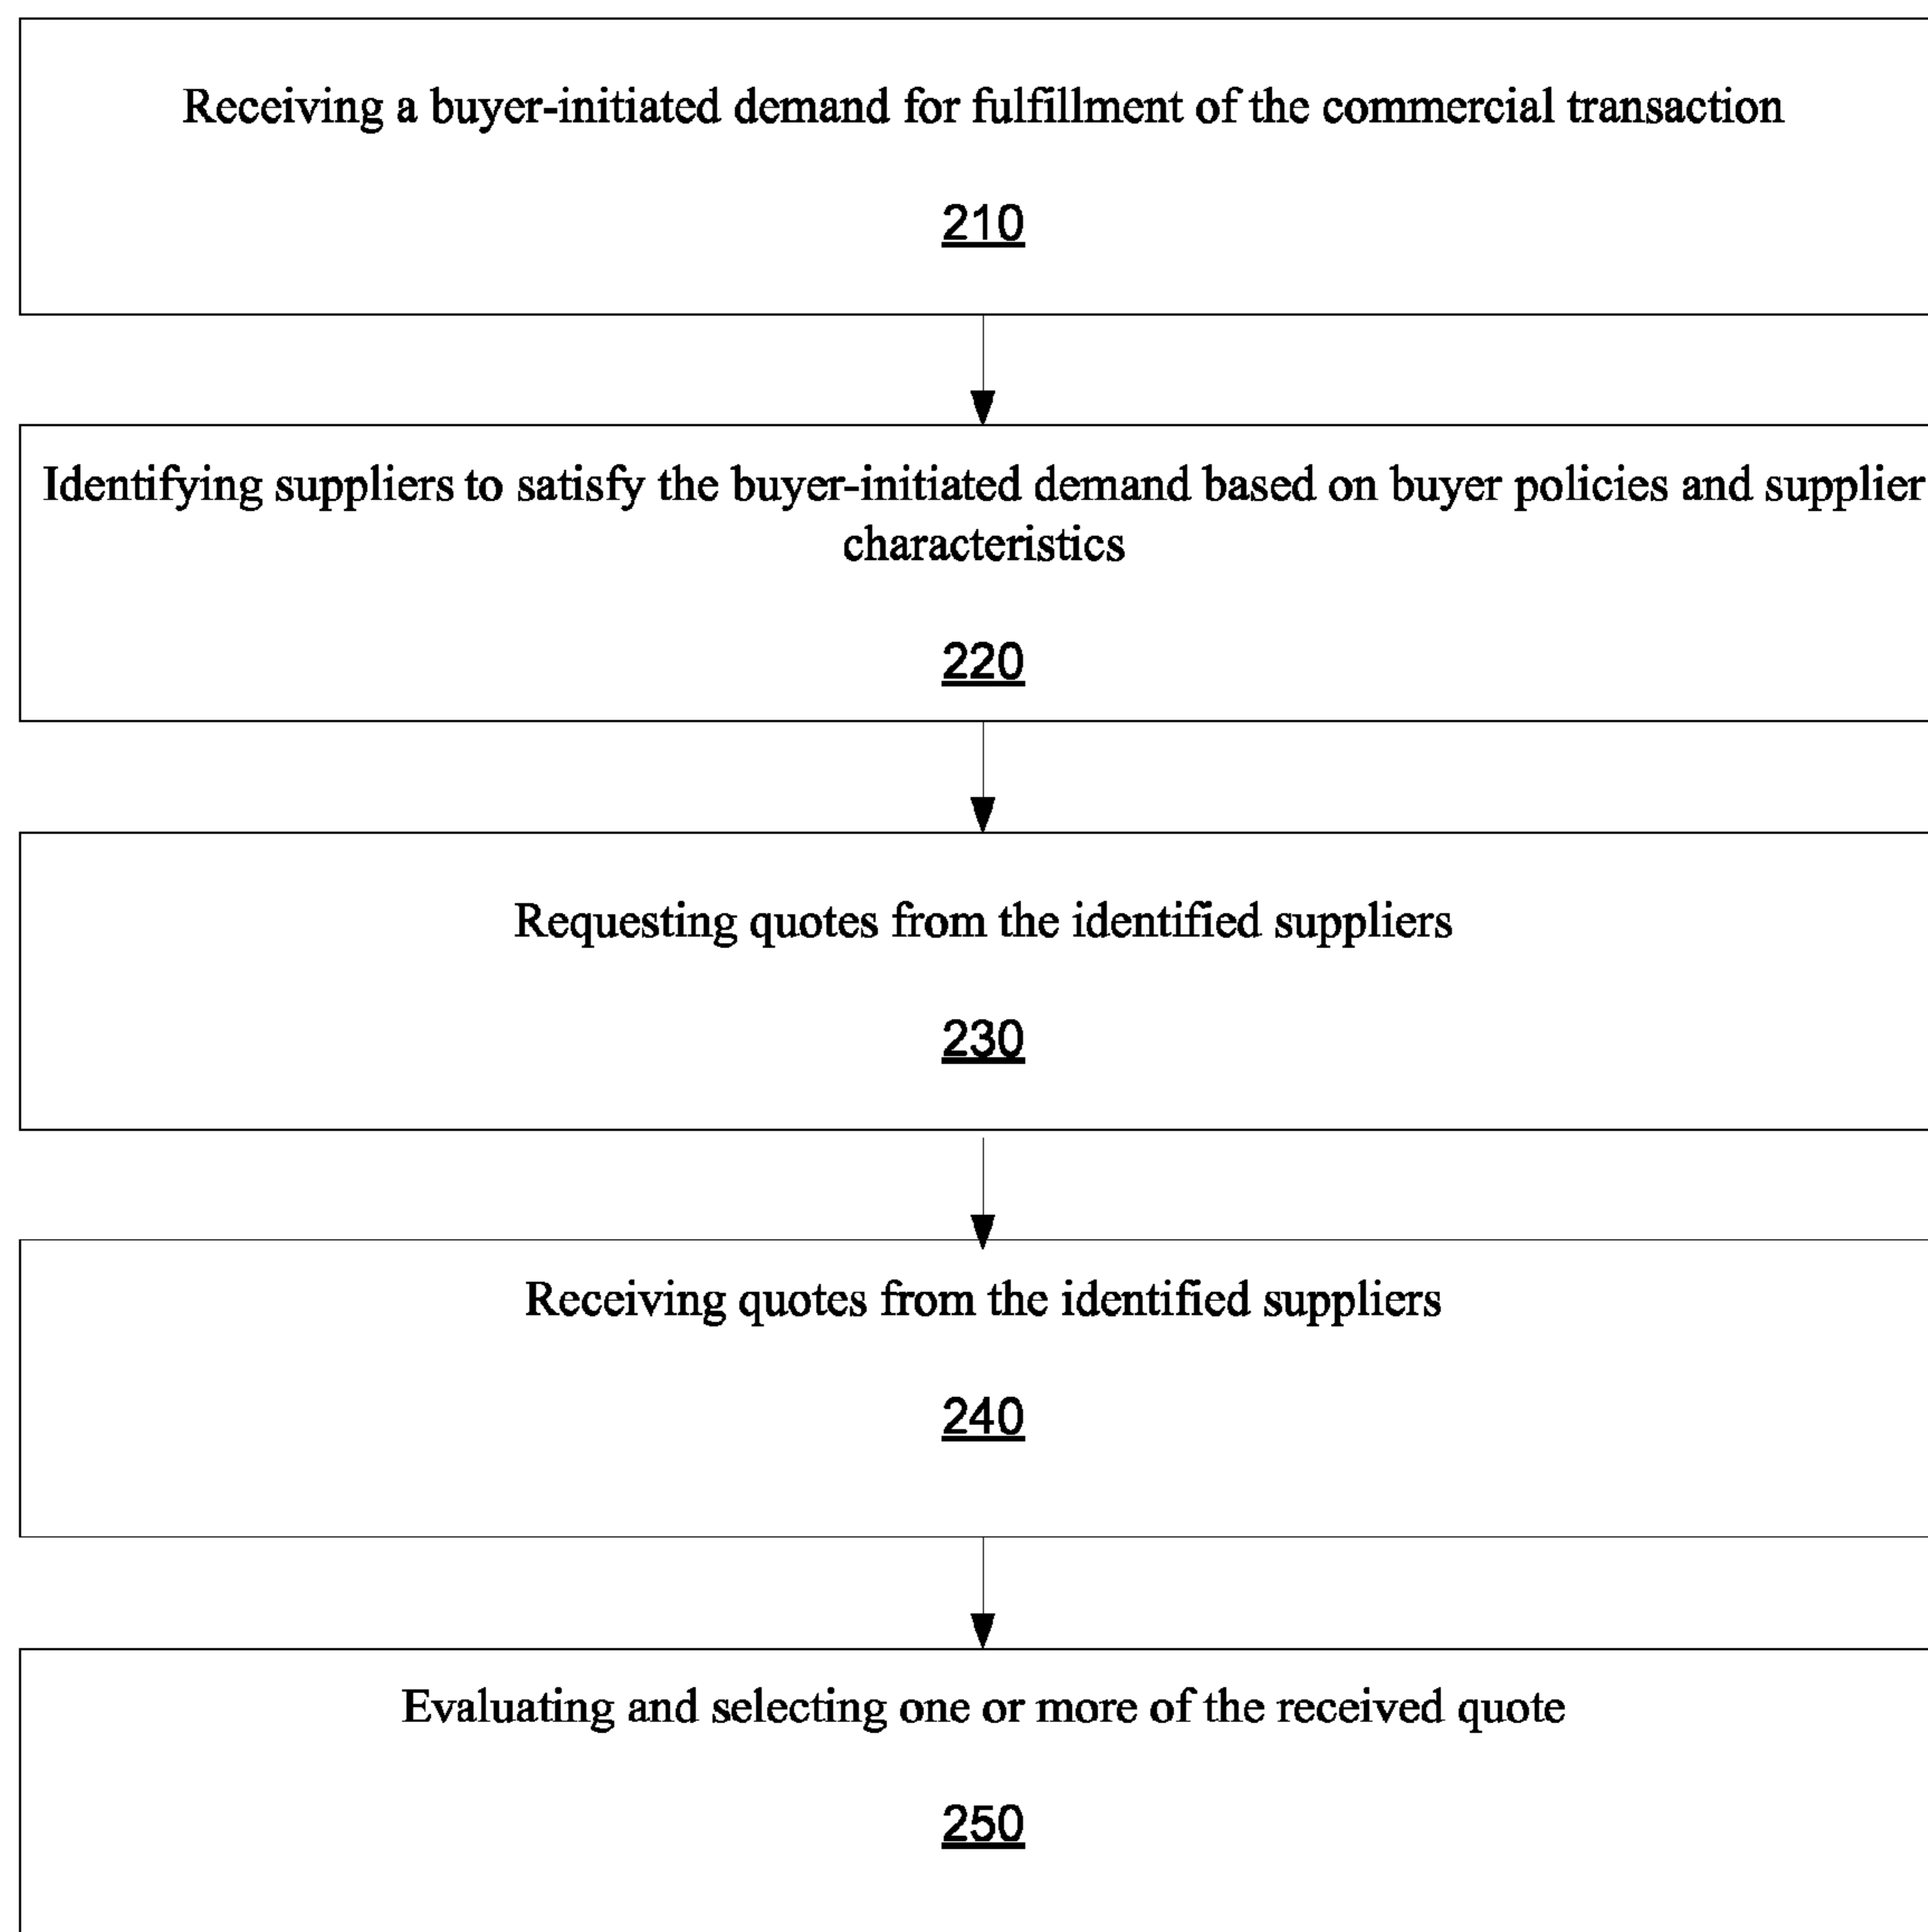 Receiving a buyer-initiated demand for fulfillment of the commercial transaction
210
Identifying suppliers to satisfy the buyer-initiated demand based on buyer policies and supplier
characteristics
220
Requesting quotes from the identified suppliers
230
Receiving quotes from the identified suppliers
240
Evaluating and selecting one or more of the received quote
250